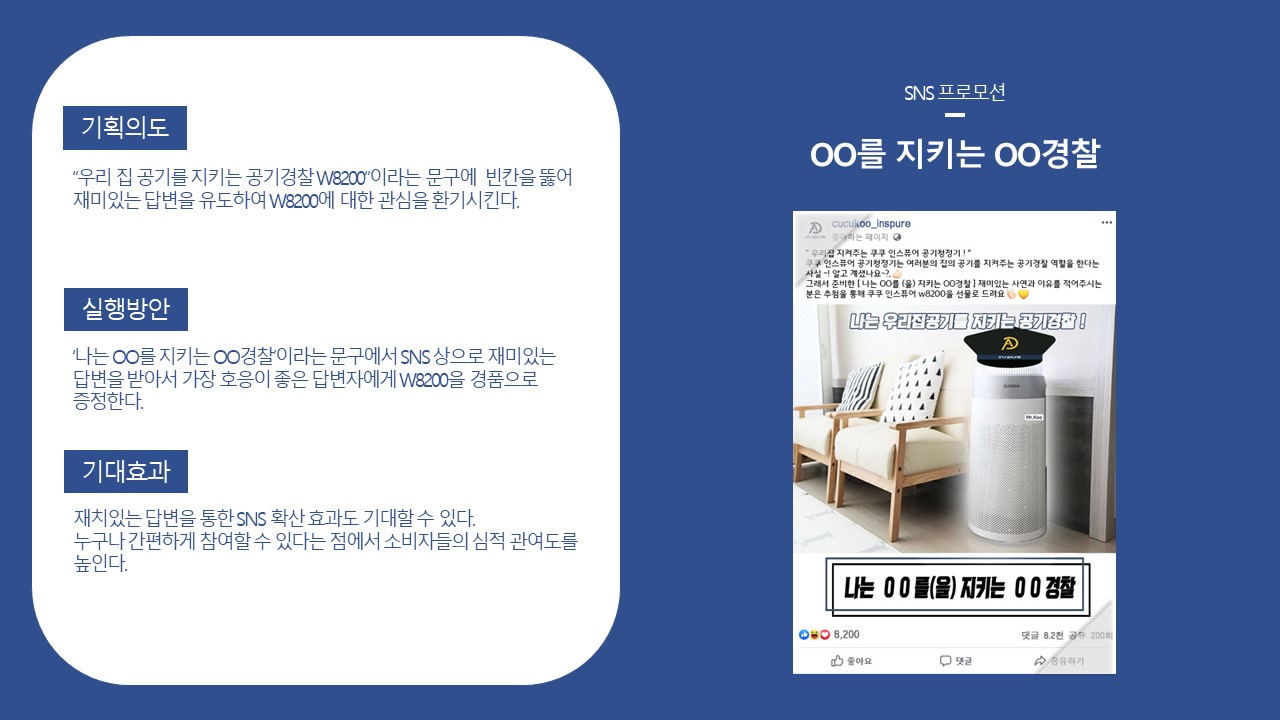 기획의도
“우리 집 공기를 지키는 공기경찰 W8200”이라는 문구에 빈칸을 뚫어
재미있는 답변을 유도하여 W8200에 대한 관심을 환기시킨다.
실행방안
‘나는 OO를 지키는 OO경찰’이라는 문구에서 SNS 상으로 재미있는
답변을 받아서 가장 호응이 좋은 답변자에게 W8200을 경품으로
증정한다.
기대효과
재치있는 답변을 통한 SNS 확산 효과도 기대할 수 있다.
누구나 간편하게 참여할 수 있다는 점에서 소비자들의 심적 관여도를
높인다.
SNS 프로모션
OO를 지키는 OO경찰
cucukoo_inspure
좋아하는 페이지
" 우리집 지켜주는 쿠쿠 인스퓨어 공기청정기 ! "
쿠쿠 인스퓨어 공기청정기는 여러분의 집의 공기를 지켜주는 공기경찰 역할을 한다는
사실 ~! 알고 계셨나요~?
그래서 준비한 [ 나는 OO를 (을) 지키는 OO경찰 ] 재미있는 사연과 이유를 적어주시는
분은 추첨을 통해 쿠쿠 인스퓨어 w8200을 선물로 드려요
나는 우리집공기를 지키는 공기경찰 !
CUCKOO
Mr.Koo
나는 O O 를(을) 지키는 O O 경찰
8,200
댓글 8.2천 공유 200회
좋아요
댓글
공유하기